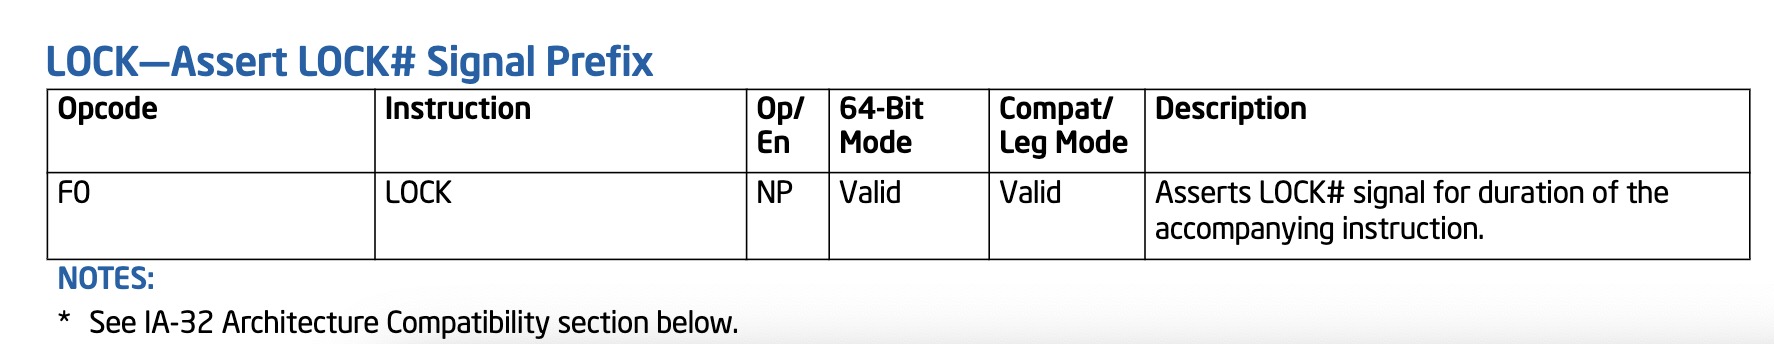 LOCK—Assert LOCK# Signal Prefix
Opcode Instruction Op/ 64-Bit Compat/ Description
En Mode Leg Mode
F0 LOCK NP Valid Valid Asserts LOCK# signal for duration of the
accompanying instruction.
NOTES:
* See IA-32 Architecture Compatibility section below.